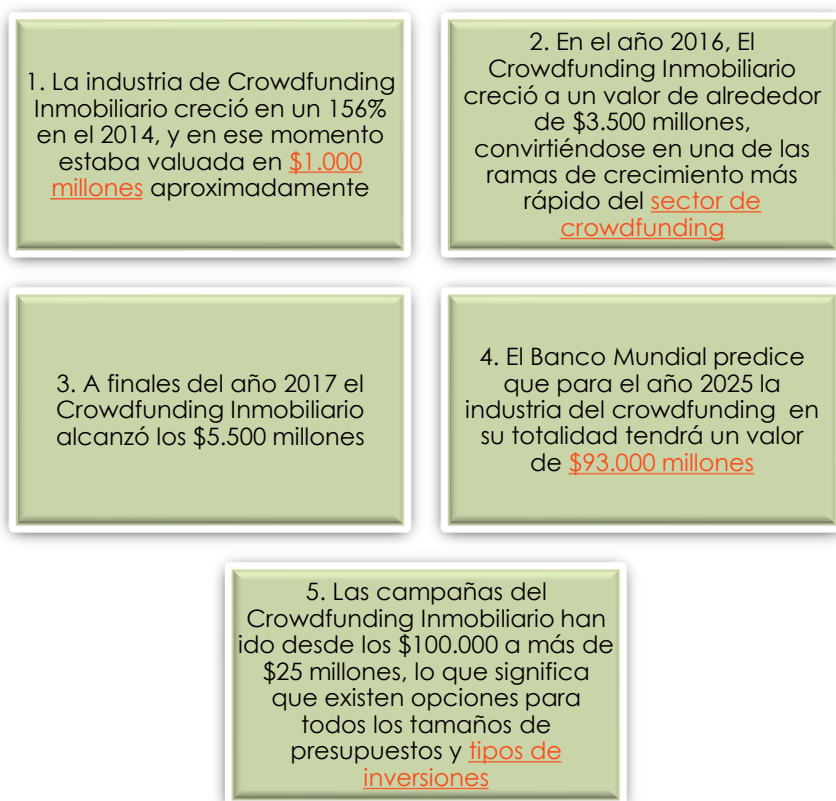 1. La industria de Crowdfunding
Inmobiliario creció en un 156%
en el 2014, y en ese momento
estaba valuada en $1.000
millones aproximadamente
2. En el año 2016, El
Crowdfunding Inmobiliario
creció a un valor de alrededor
de $3.500 millones,
convirtiéndose en una de las
ramas de crecimiento más
rápido del sector de
crowdfunding
3. A finales del año 2017 el
Crowdfunding Inmobiliario
alcanzó los $5.500 millones
4. El Banco Mundial predice
que para el año 2025 la
industria del crowdfunding en
su totalidad tendrá un valor
de $93.000 millones
5. Las campañas del
Crowdfunding Inmobiliario han
ido desde los $100.000 a más de
$25 millones, lo que significa
que existen opciones para
todos los tamaños de
presupuestos y tipos de
inversiones